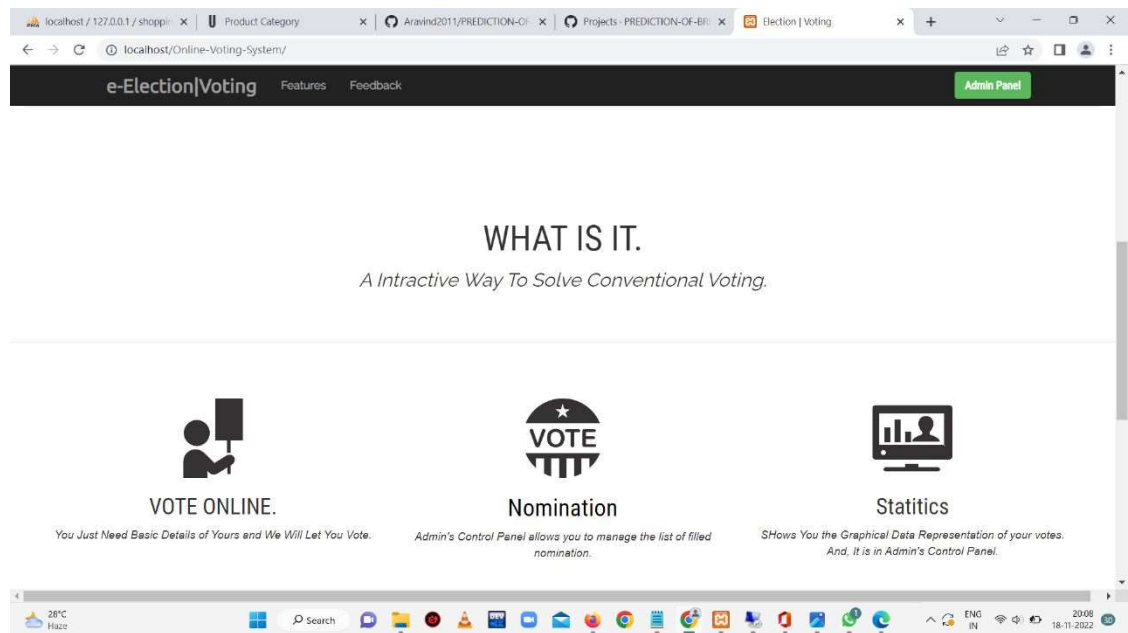 localhost / 127.0.0.1 / shoppin
Product Category
Aravind2011/PREDICTION-OF-
Projects - PREDICTION-OF-BR
Election | Voting
localhost/Online-Voting-System/
e-Election|Voting Features Feedback Admin Panel
WHAT IS IT.
A Intractive Way To Solve Conventional Voting.
VOTE
VOTE ONLINE.
You Just Need Basic Details of Yours and We Will Let You Vote.
Nomination
Admin's Control Panel allows you to manage the list of filled
nomination.
Statitics
SHows You the Graphical Data Representation of your votes.
And, It is in Admin's Control Panel.
28°C
Haze
Search
ENG
IN
20:08
18-11-2022
30